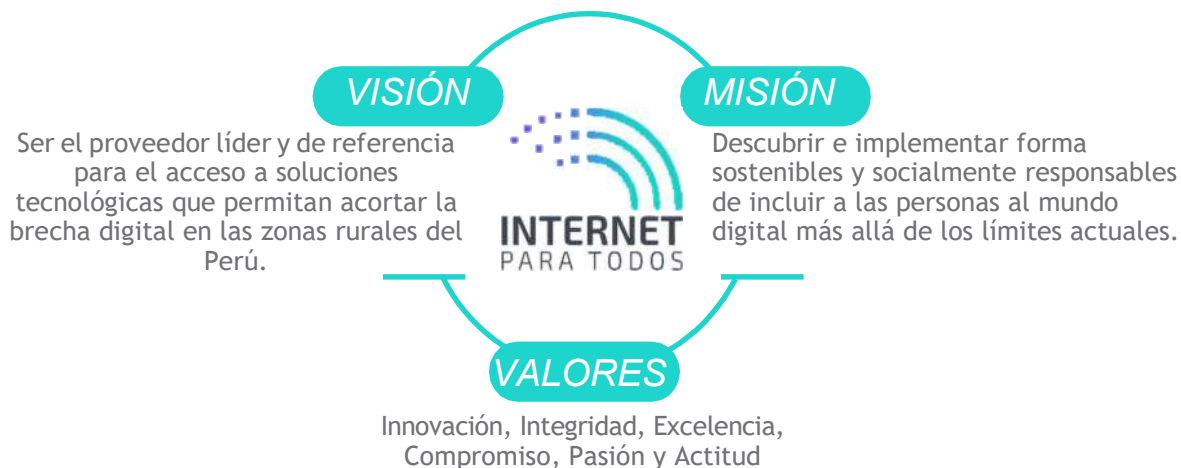 VISIÓN
Ser el proveedor líder y de referencia
para el acceso a soluciones
tecnológicas que permitan acortar la
brecha digital en las zonas rurales del
Perú.
INTERNET
PARA TODOS
MISIÓN
Descubrir e implementar forma
sostenibles y socialmente responsables
de incluir a las personas al mundo
digital más allá de los límites actuales.
VALORES
Innovación, Integridad, Excelencia,
Compromiso, Pasión y Actitud